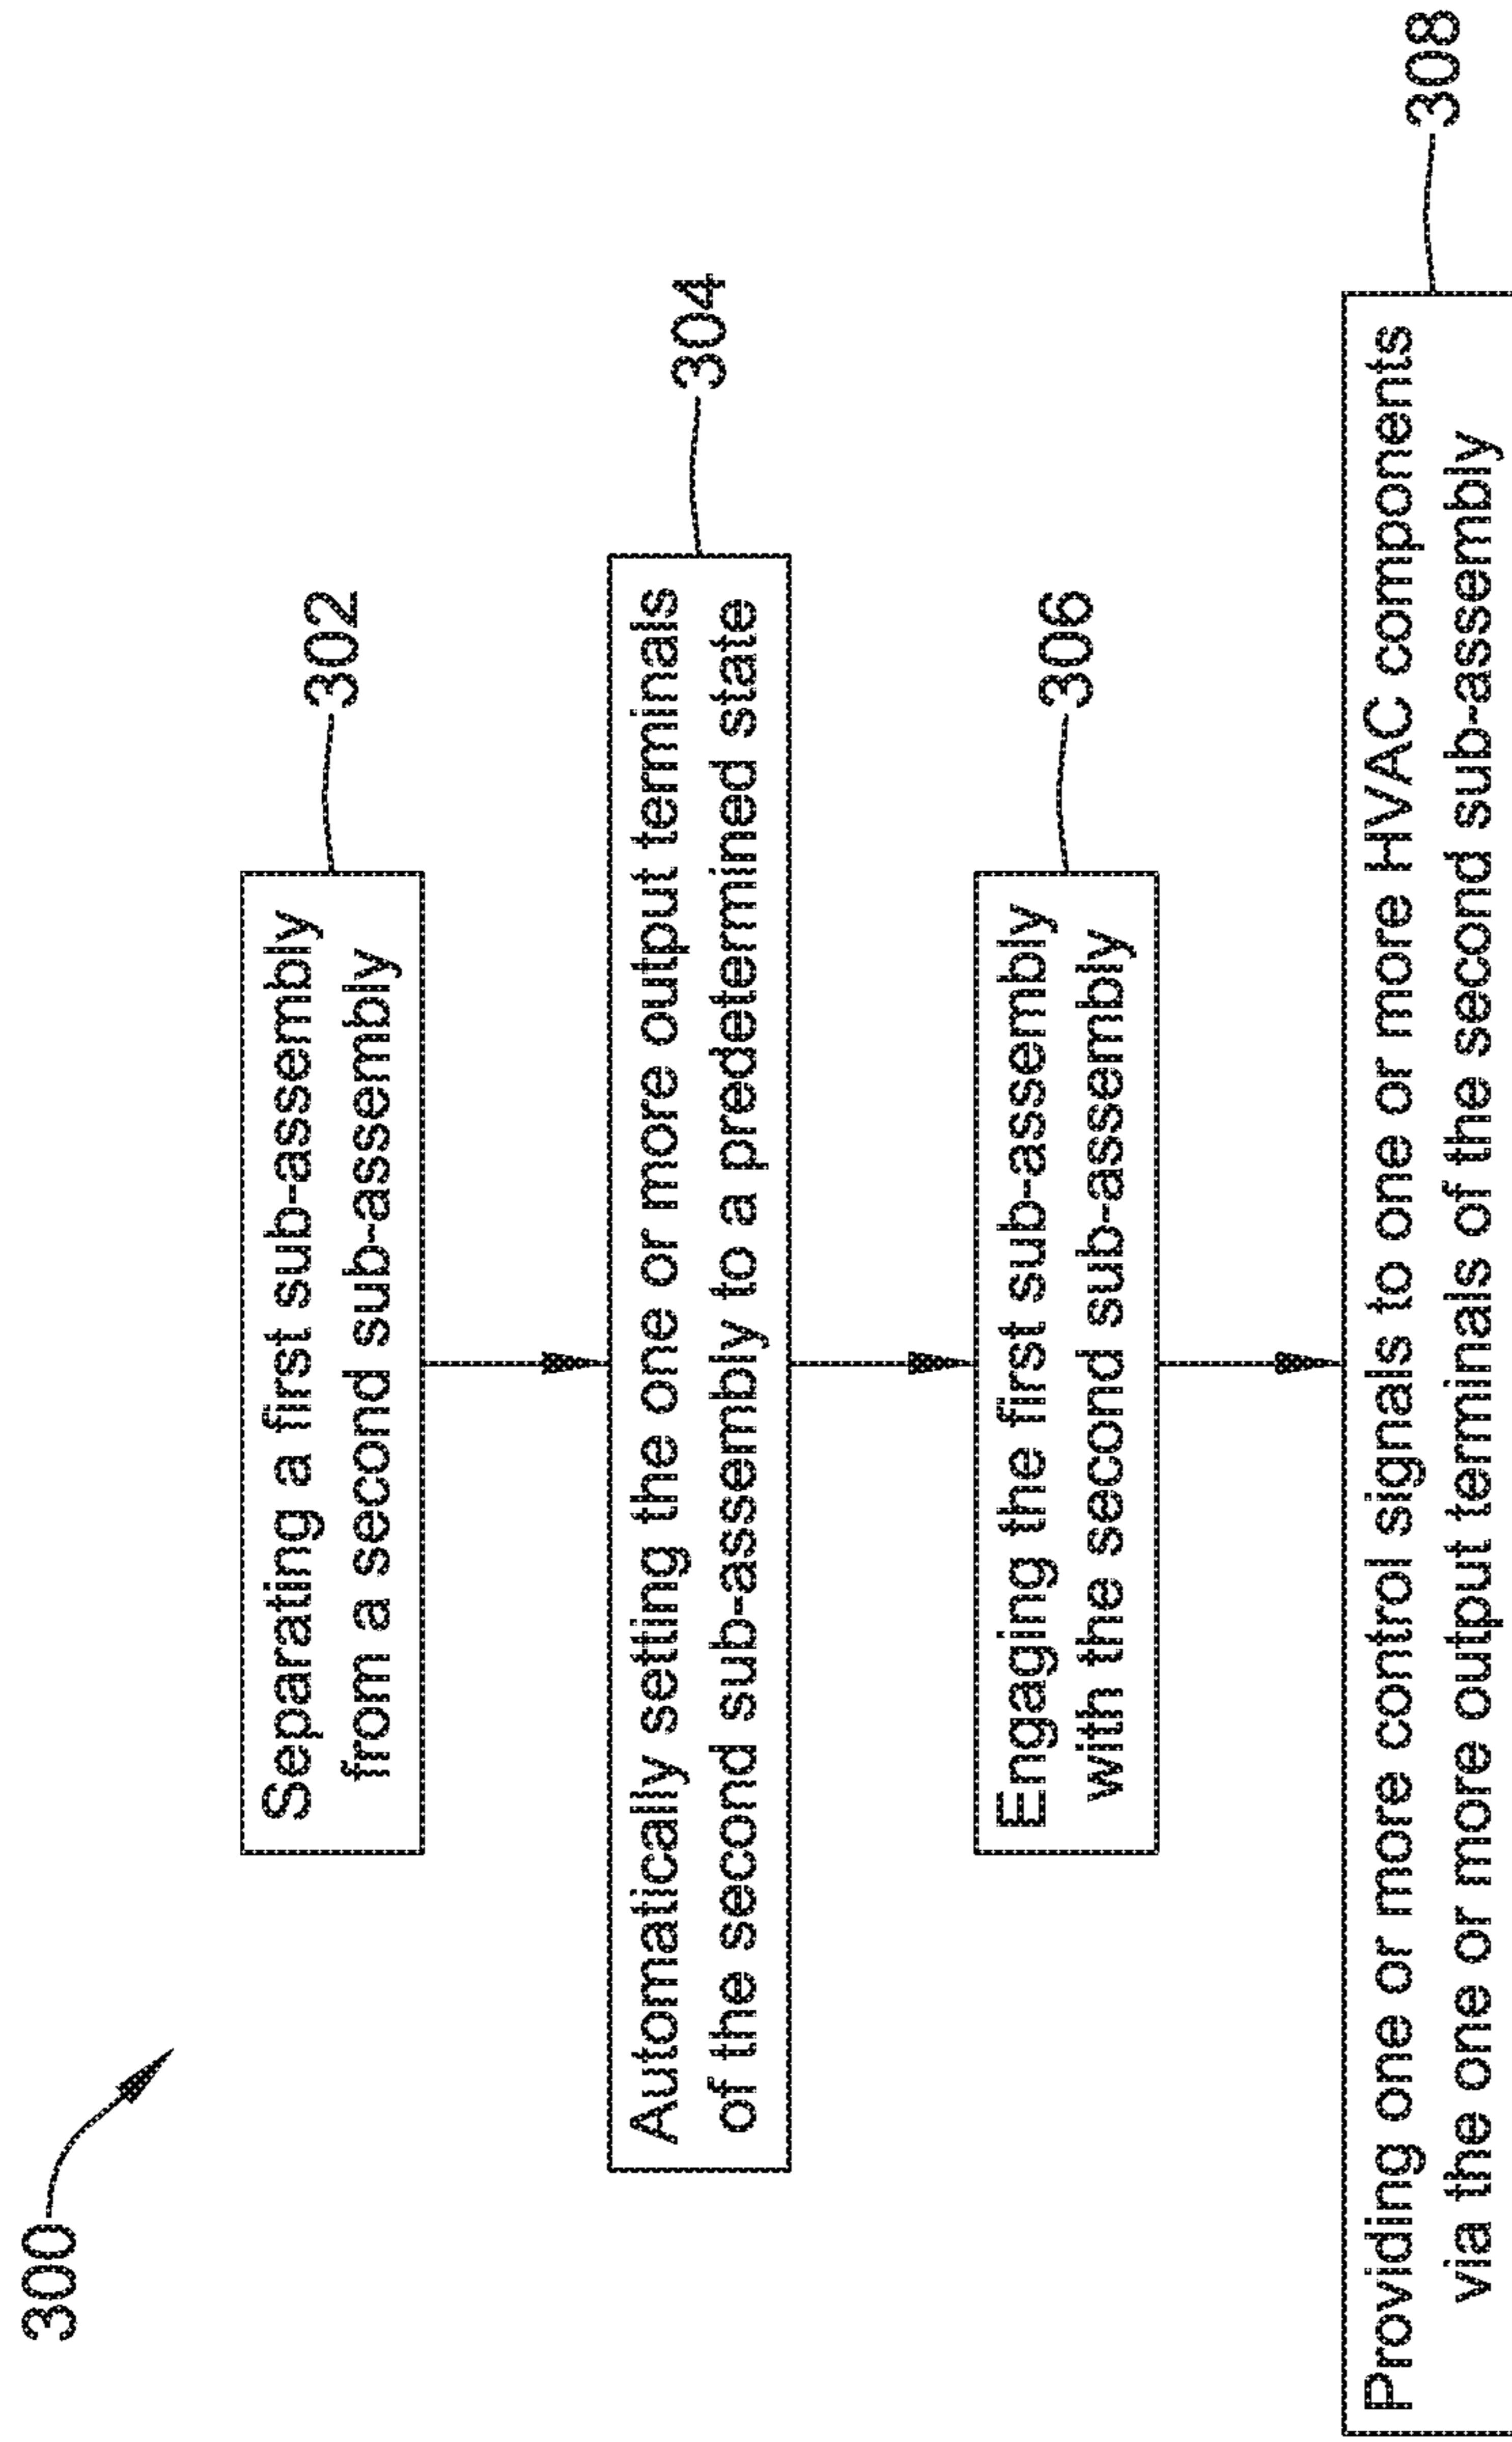 300
Separating a first sub-assembly
from a second sub-assembly
302
Automatically setting the one or more output terminals
of the second sub-assembly to a predetermined state
304
Engaging the first sub-assembly
with the second sub-assembly
306
Providing one or more control signals to one or more HVAC components
via the one or more output terminals of the second sub-assembly
308